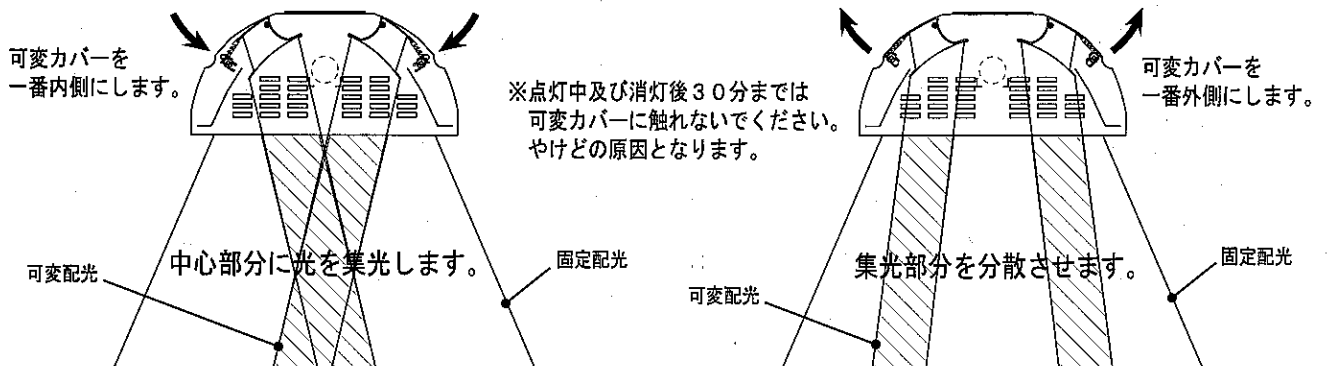 可変カバーを
一番内側にします。
※点灯中及び消灯後３０分までは
可変カバーに触れないでください。
やけどの原因となります。
可変カバーを
一番外側にします。
中心部分に光を集光します。
可変配光
固定配光
集光部分を分散させます。
可変配光
固定配光